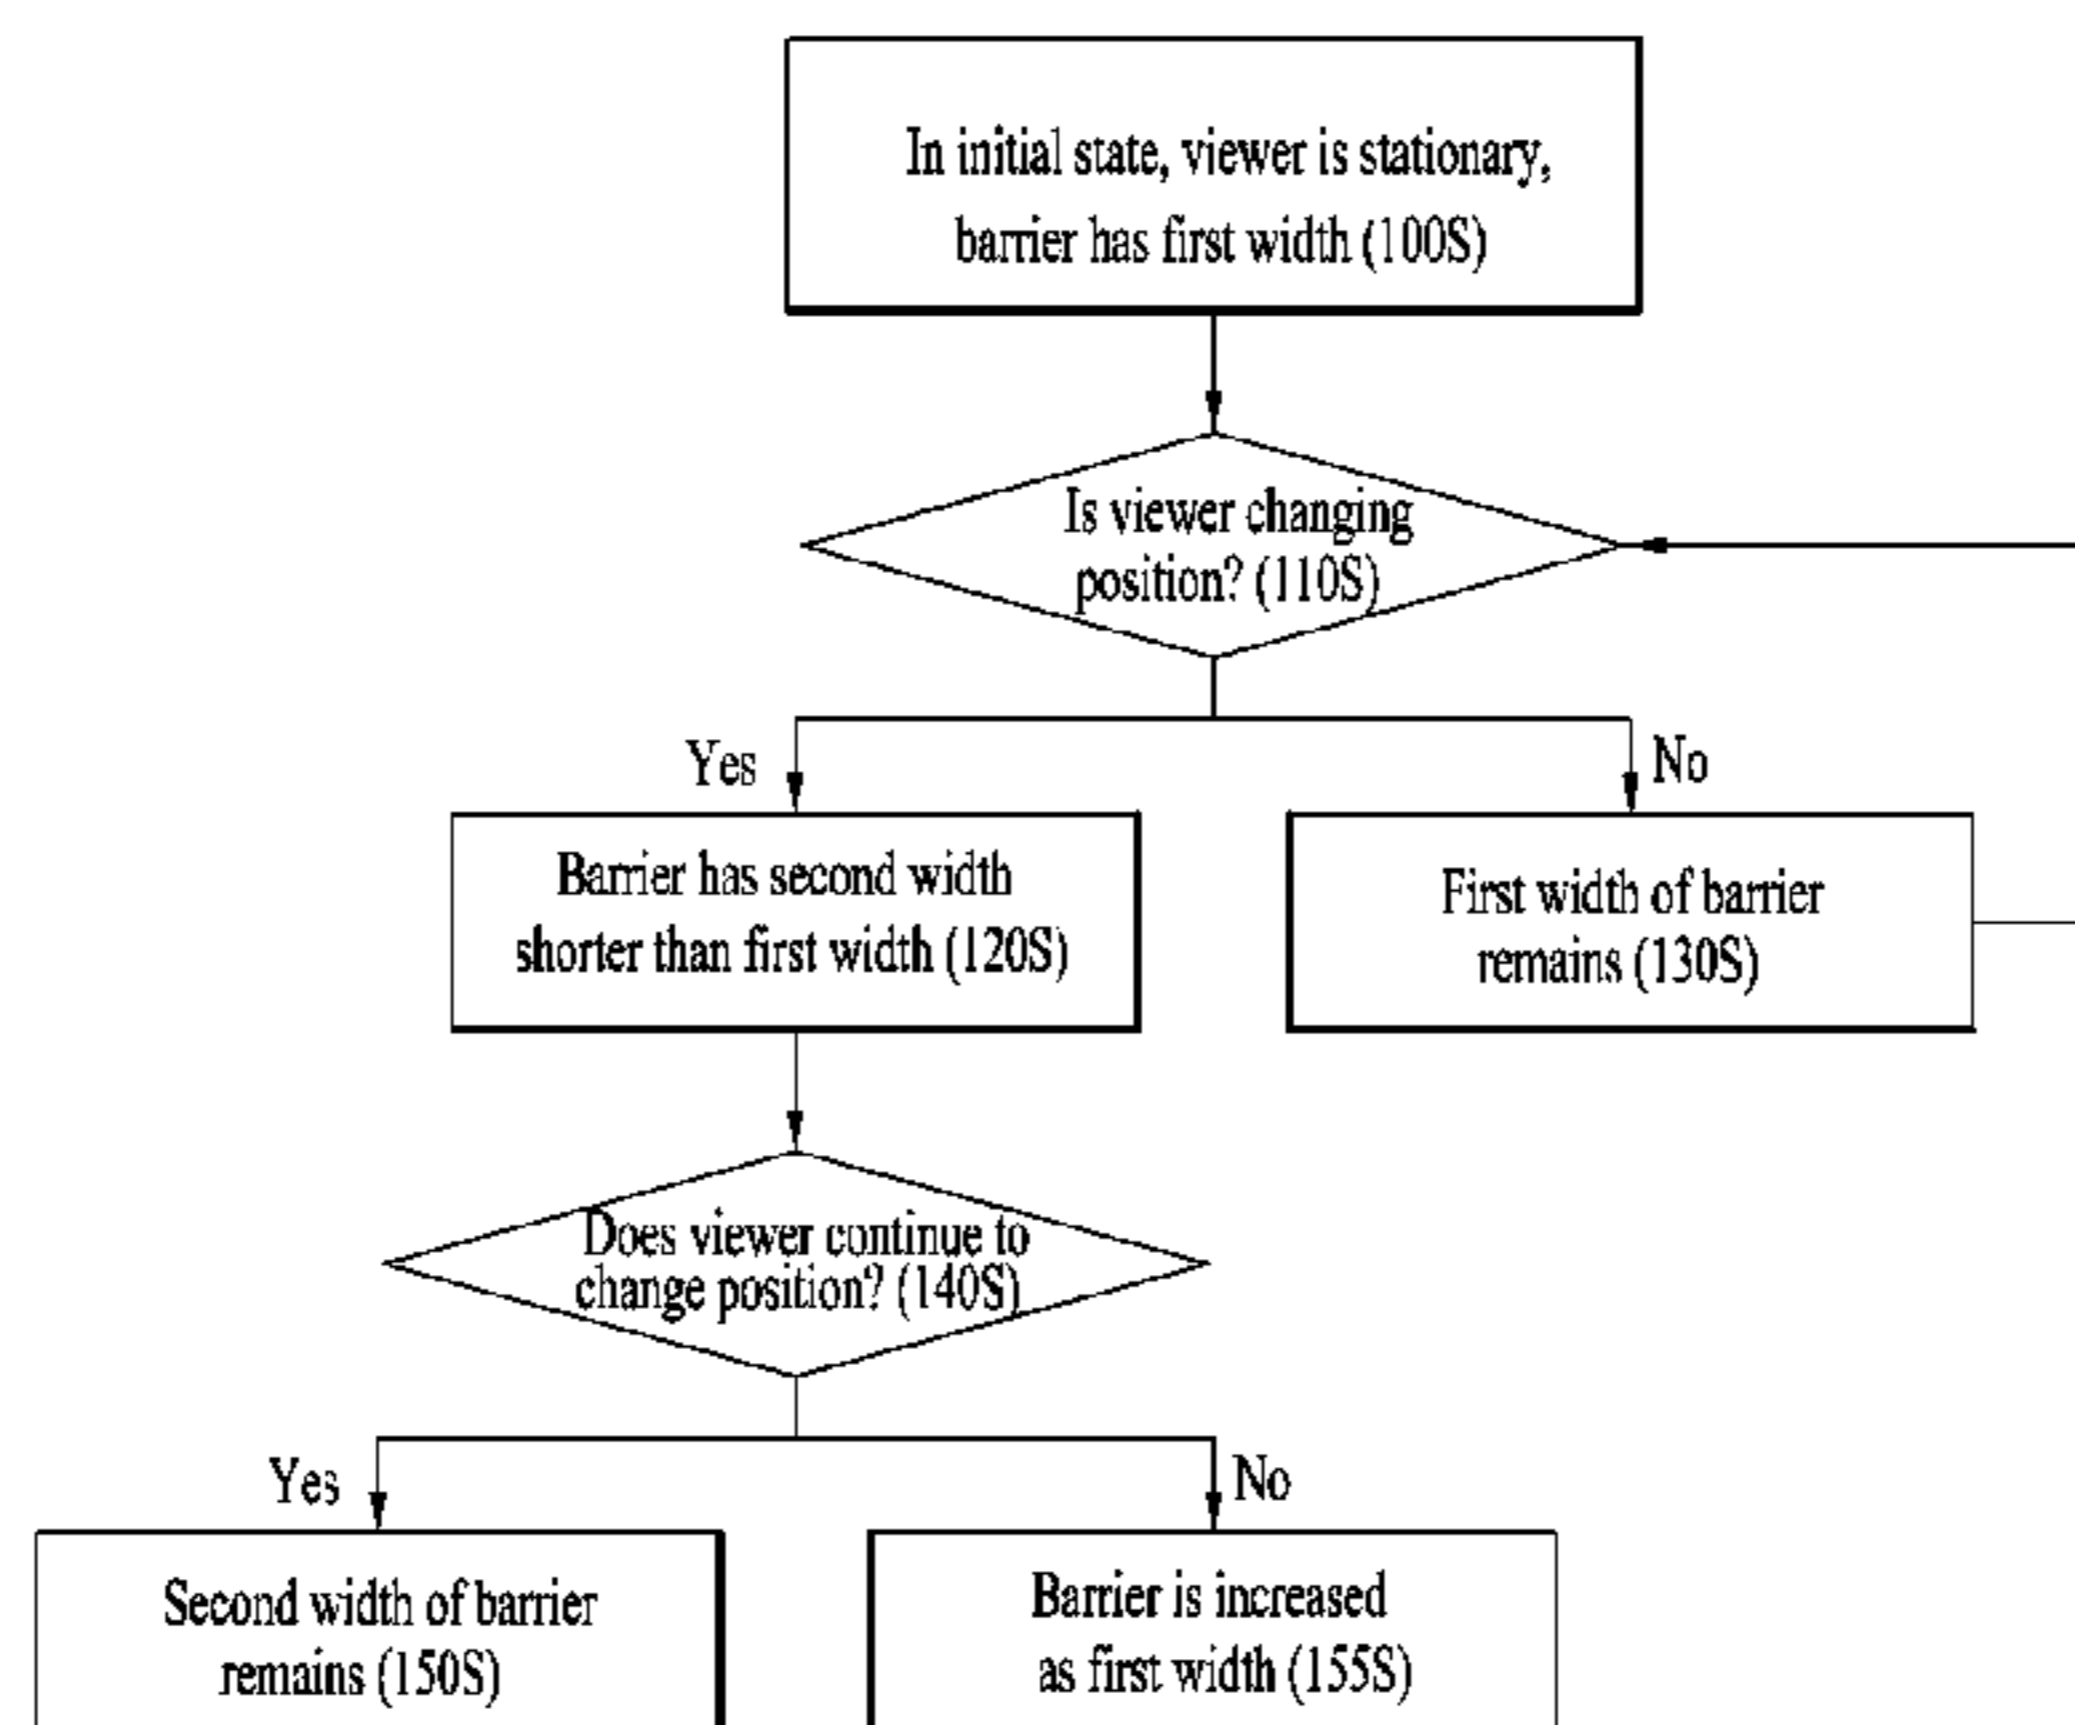 In initial state, viewer is stationary,
barrier has first width (100S)
Is viewer changing
position? (110S)
Yes
No
Barrier has second width
shorter than first width (120S)
First width of barrier
remains (130S)
Does viewer continue to
change position? (140S)
Yes
No
Second width of barrier
remains (150S)
Barrier is increased
as first width (155S)